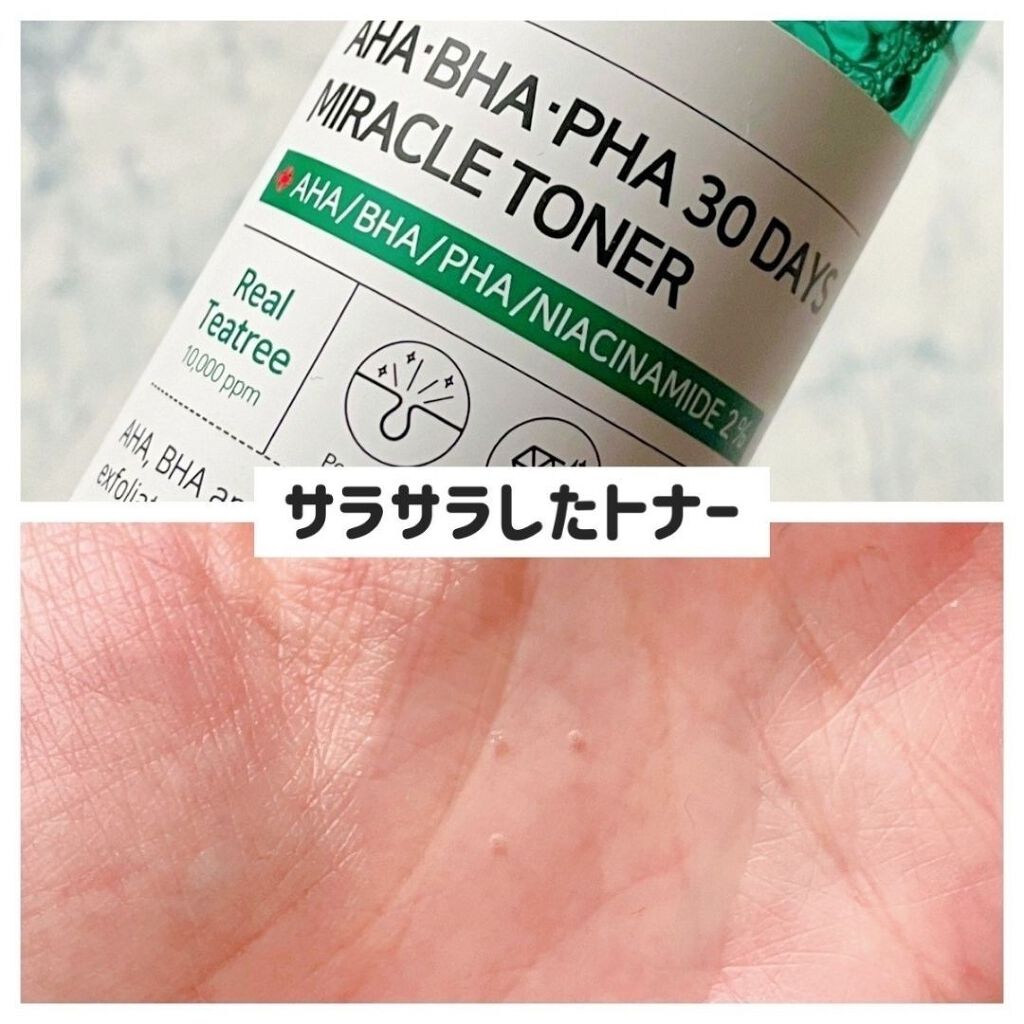 AHA·BHA·PHA 30 DAYS
MIRACLE TONER
AHA/BHA/PHA/NIACINAMIDE 2%
Real
Teatree
10,000 ppm
AHA, BHA
サラサラしたトナー